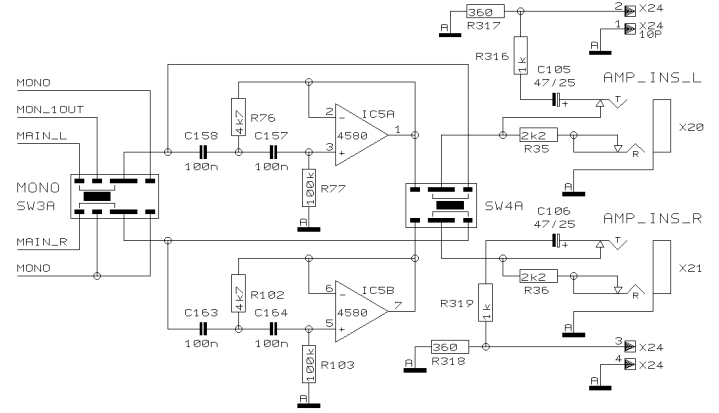 360
R317
A
2 X24
1 X24
10P
A
R316
1k
C105
47/25
+
AMP_INS_L
T
MONO
MON_1OUT
MAIN_L
R76
4k7
C158
100n
C157
100n
2
-
IC5A
4580
1
3
+
2k2
R35
R
X20
100k
R77
A
A
MONO
SW3A
SW4A
C106
47/25
+
AMP_INS_R
T
MAIN_R
MONO
R102
4k7
C163
100n
C164
100n
6
-
IC5B
4580
7
5
+
R319
1k
2k2
R36
R
X21
100k
R103
A
A
360
R318
A
3 X24
4 X24
A